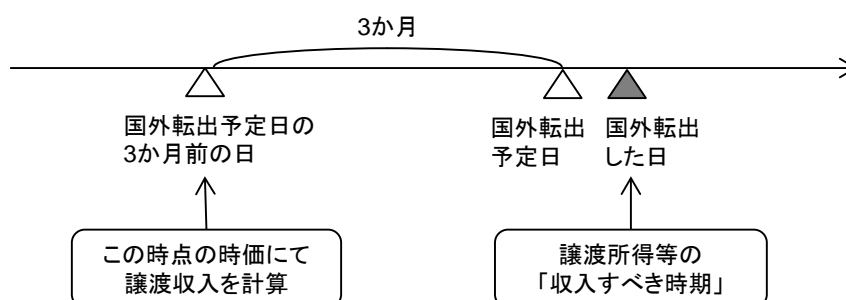 3か月
国外転出予定日の
3か月前の日
国外転出
予定日
国外転出
した日
この時点の時価にて
譲渡収入を計算
譲渡所得等の
「収入すべき時期」